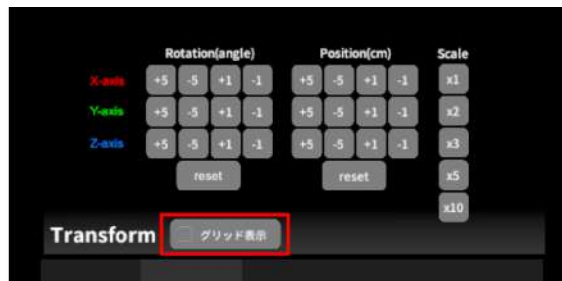 Rotation(angle) Position(cm) Scale
X-axis +5 -5 +1 -1 +5 -5 +1 -1 x1
Y-axis +5 -5 +1 -1 +5 -5 +1 -1 x2
Z-axis +5 -5 +1 -1 +5 -5 +1 -1 x3
reset reset x5
x10
Transform グリッド表示